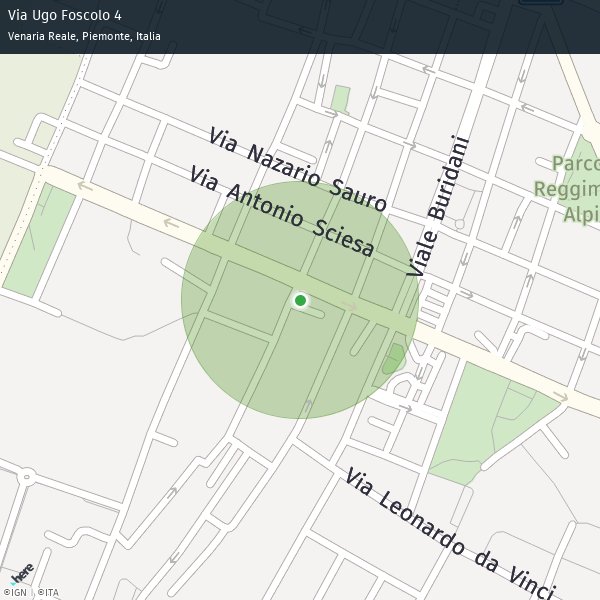 Via Ugo Foscolo 4
Venaria Reale, Piemonte, Italia
Via Nazario Sauro
Via Antonio Sciesa
Viale Buridani
Parco
Reggim
Alpi
Via Leonardo da Vinci
here
©IGN | ©ITA